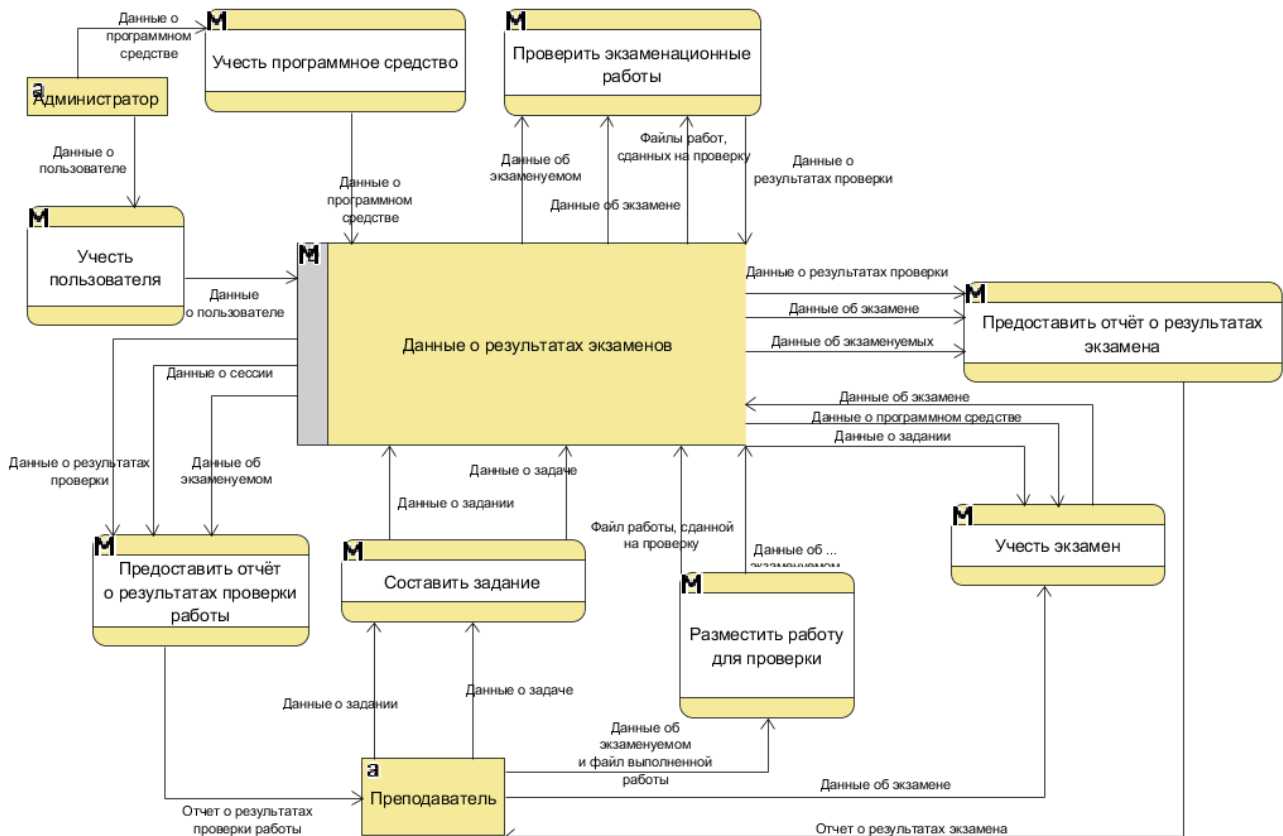 Данные о
программном
средстве
M
Учесть программное средство
M
Проверить экзаменационные
работы
a
Администратор
Данные о
пользователе
Данные о
программном
средстве
Данные об
экзаменуемом
Данные об экзамене
Файлы работ,
сданных на проверку
Данные о
результатах проверки
M
Учесть
пользователя
Данные
о пользователе
M
Данные о результатах экзаменов
Данные о результатах проверки
Данные об экзамене
Данные об экзаменуемых
M
Предоставить отчёт о результатах
экзамена
Данные о сессии
Данные о результатах
проверки
Данные об
экзаменуемом
Данные об экзамене
Данные о программном средстве
Данные о задании
Данные о задании
Данные о задаче
Файл работы, сданной
на проверку
Данные об ...
экзаменуемом
M
Учесть экзамен
M
Предоставить отчёт
о результатах проверки
работы
M
Составить задание
M
Разместить работу
для проверки
Данные о задании
Данные о задаче
Данные об
экзаменуемом
и файл выполненной
работы
a
Преподаватель
Данные об экзамене
Отчет о результатах
проверки работы
Отчет о результатах экзамена